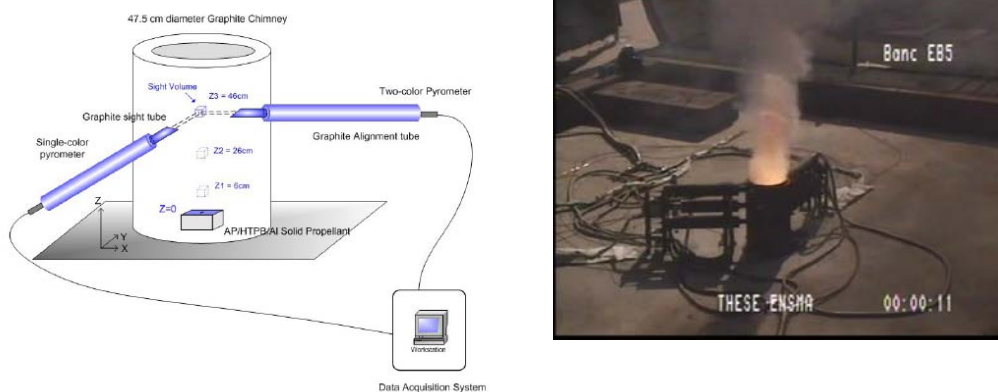 47.5 cm diameter Graphite Chimney
Sight Volume
Z3 = 46cm
Two-color Pyrometer
Graphite sight tube
Graphite Alignment tube
Single-color
pyrometer
Z2 = 26cm
Z1 = 6cm
Z=0
Z
Y
X
AP/HTPB/Al Solid Propellant
Workstation
Data Acquisition System
Banc EB5
THESE ENSMA
00:00:11